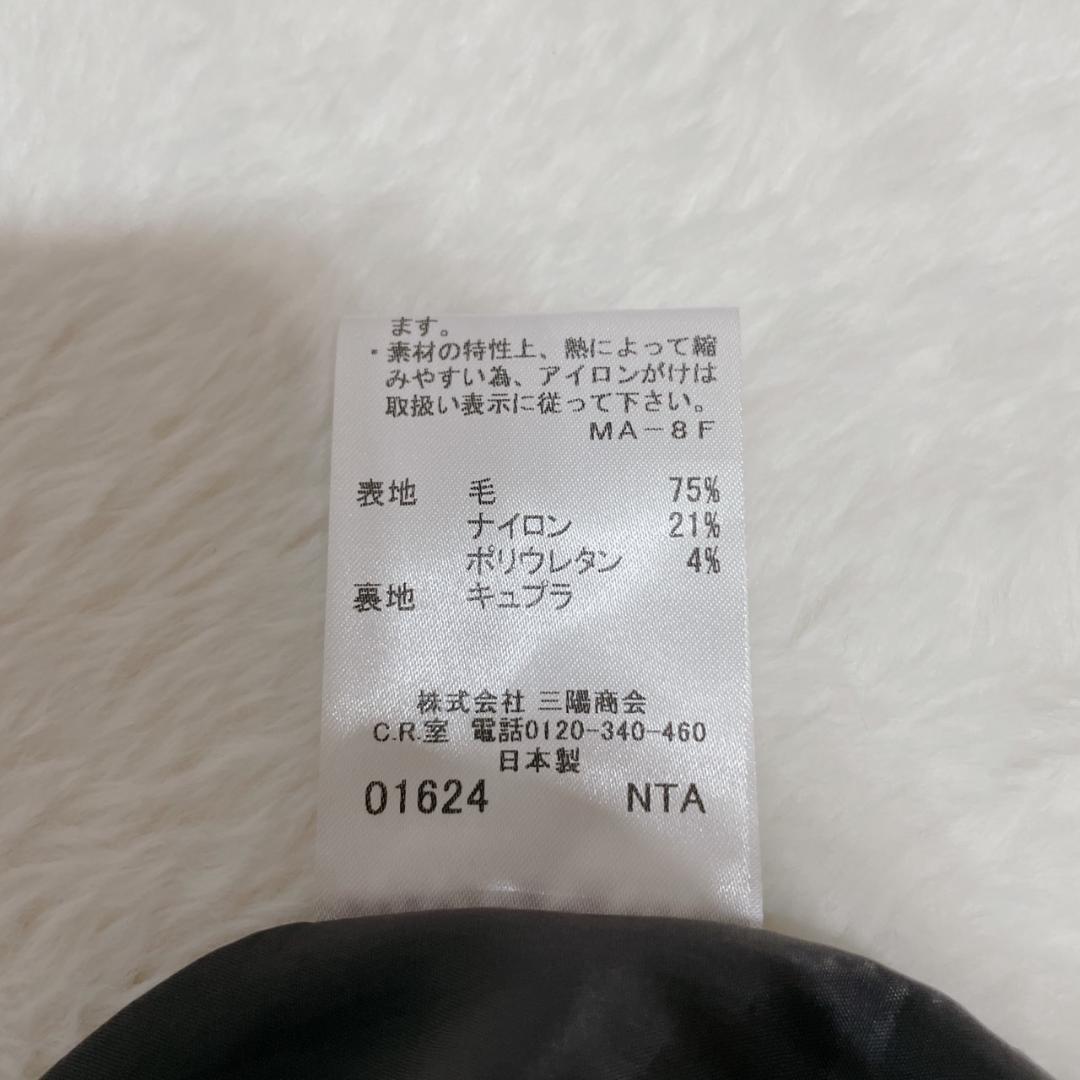 ます。
・素材の特性上、熱によって縮
みやすい為、アイロンがけは
取扱い表示に従って下さい。
MA－8F
表地 毛 75%
ナイロン 21%
ポリウレタン 4%
裏地 キュプラ
株式会社 三陽商会
C.R.室 電話0120-340-460
日本製
01624 NTA